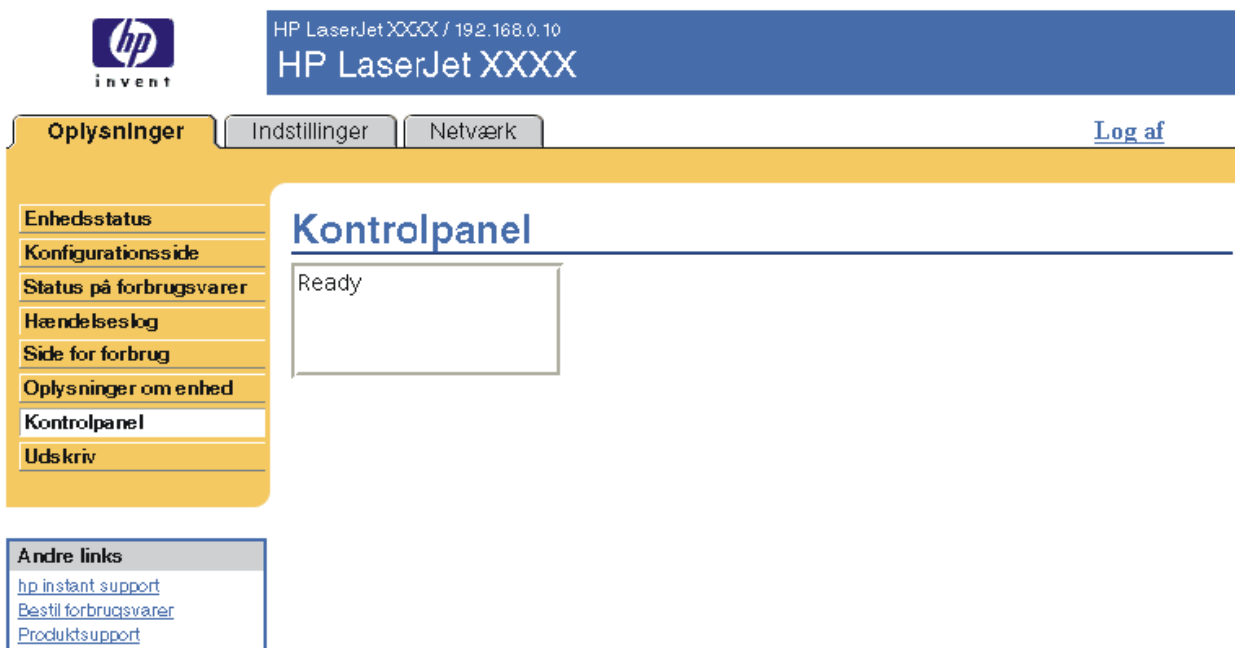 hp
invent
HP LaserJet XXXX / 192.168.0.10
HP LaserJet XXXX
Oplysninger
Indstillinger
Netværk
Log af
Enhedsstatus
Konfigurationsside
Status på forbrugsvarer
Hændelseslog
Side for forbrug
Oplysninger om enhed
Kontrolpanel
Udskriv
Kontrolpanel
Ready
Andre links
hp instant support
Bestil forbrugsvarer
Produktsupport